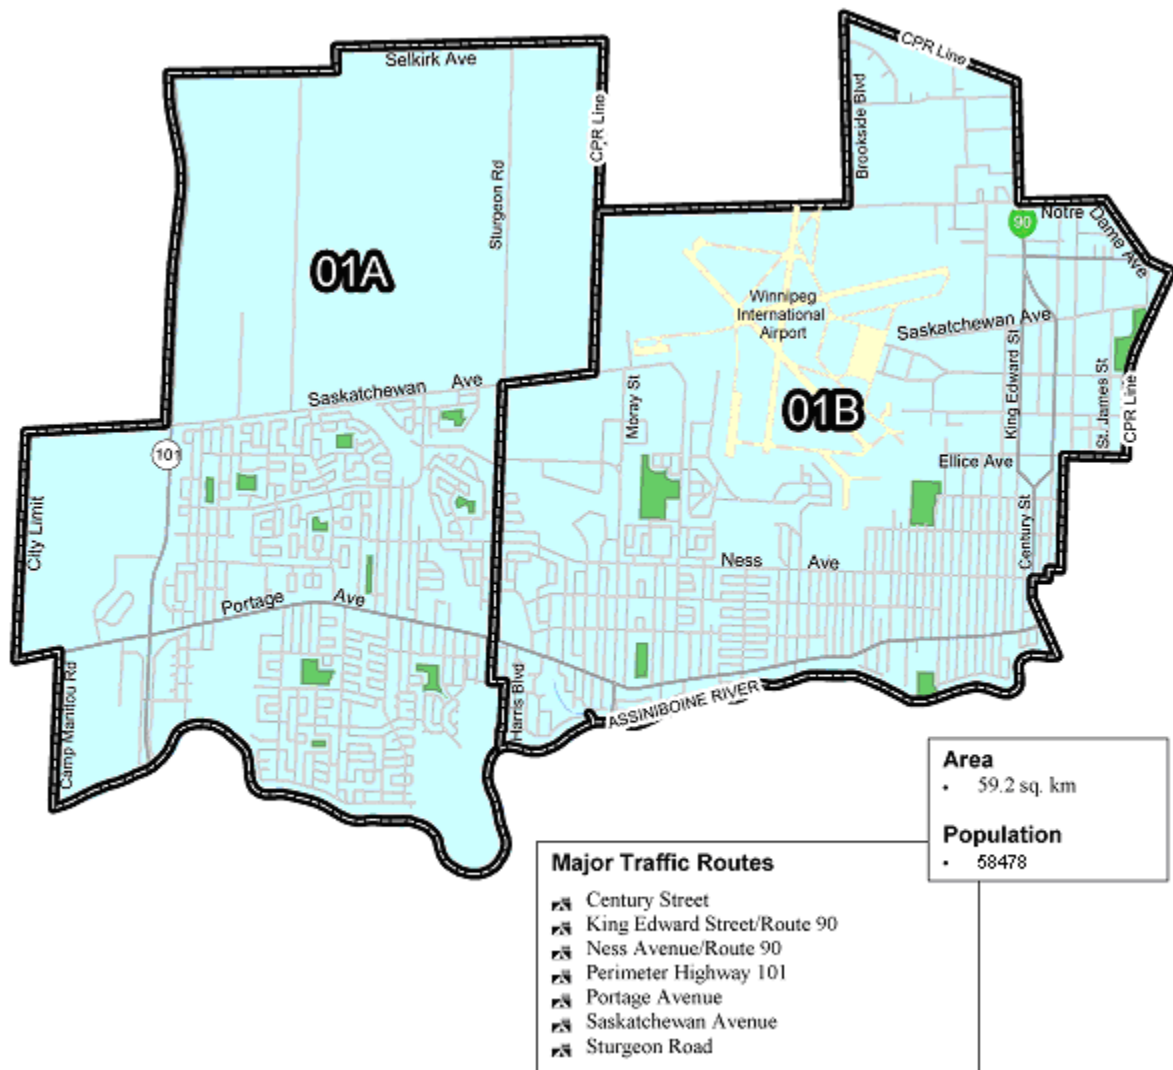 CPR Line
Selkirk Ave
CPR Line
Brookside Blvd
Sturgeon Rd
90
Notre Dame Ave
01A
Winnipeg
International
Airport
Saskatchewan Ave
King Edward St
St. James St
CPR Line
Saskatchewan Ave
Moray St
01B
101
Ellice Ave
City Limit
Century St
Ness Ave
Portage Ave
Camp Manitou Rd
Harris Blvd
ASSINIBOINE RIVER
Area
• 59.2 sq. km
Population
• 58478
Major Traffic Routes
Century Street
King Edward Street/Route 90
Ness Avenue/Route 90
Perimeter Highway 101
Portage Avenue
Saskatchewan Avenue
Sturgeon Road